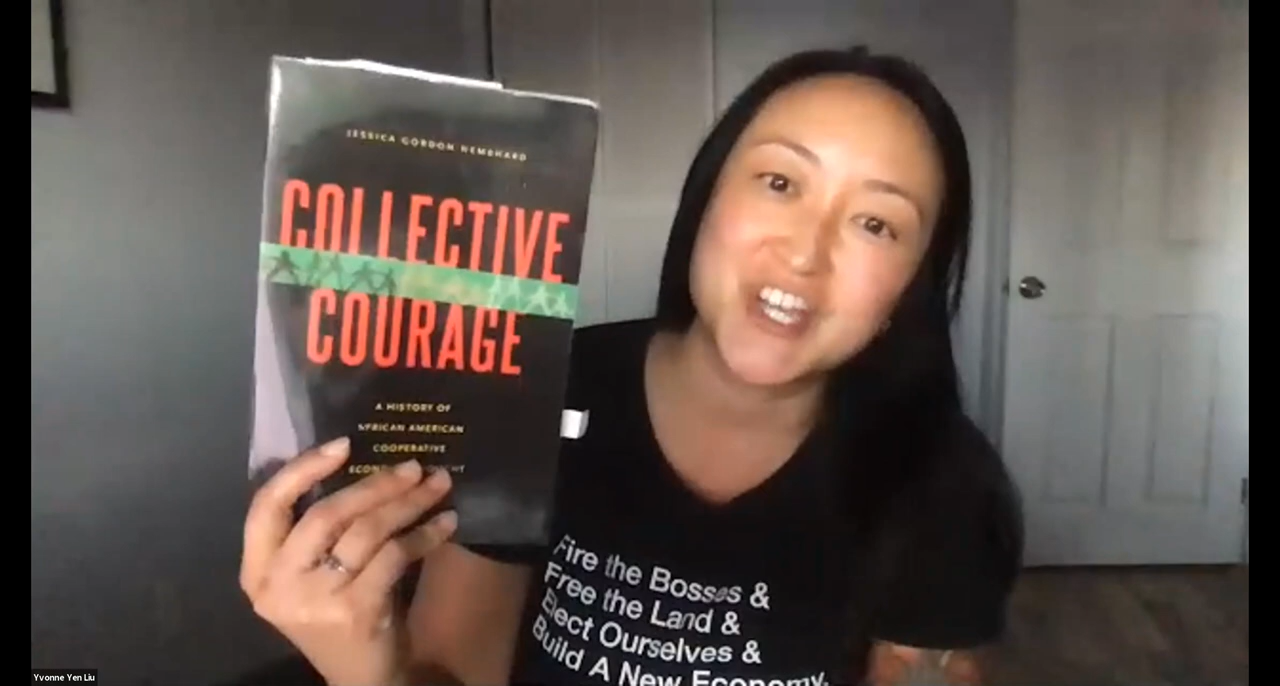 JESSICA GORDON NEMBHARD
COLLECTIVE
COURAGE
A HISTORY OF
AFRICAN AMERICAN
COOPERATIVE
Fire the Bosses &
Free the Land &
Elect Ourselves &
Build A New Economy.
Yvonne Yen Liu